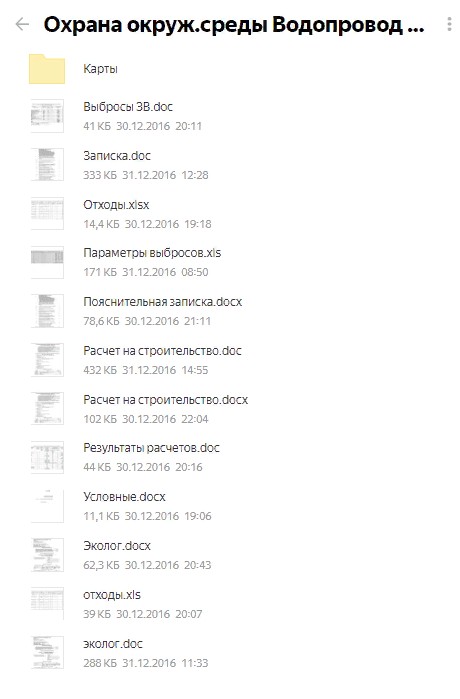 Охрана окруж.среды Водопровод ...
Карты
Выбросы ЗВ.doc
41 КБ 30.12.2016 20:11
Записка.doc
333 КБ 31.12.2016 12:28
Отходы.xlsx
14,4 КБ 30.12.2016 19:18
Параметры выбросов.xls
171 КБ 31.12.2016 08:50
Пояснительная записка.docx
78,6 КБ 30.12.2016 21:11
Расчет на строительство.doc
432 КБ 31.12.2016 14:55
Расчет на строительство.docx
102 КБ 30.12.2016 22:04
Результаты расчетов.doc
44 КБ 30.12.2016 20:16
Условные.docx
11,1 КБ 30.12.2016 19:06
Эколог.docx
62,3 КБ 30.12.2016 20:43
отходы.xls
39 КБ 30.12.2016 20:07
эколог.doc
288 КБ 31.12.2016 11:33